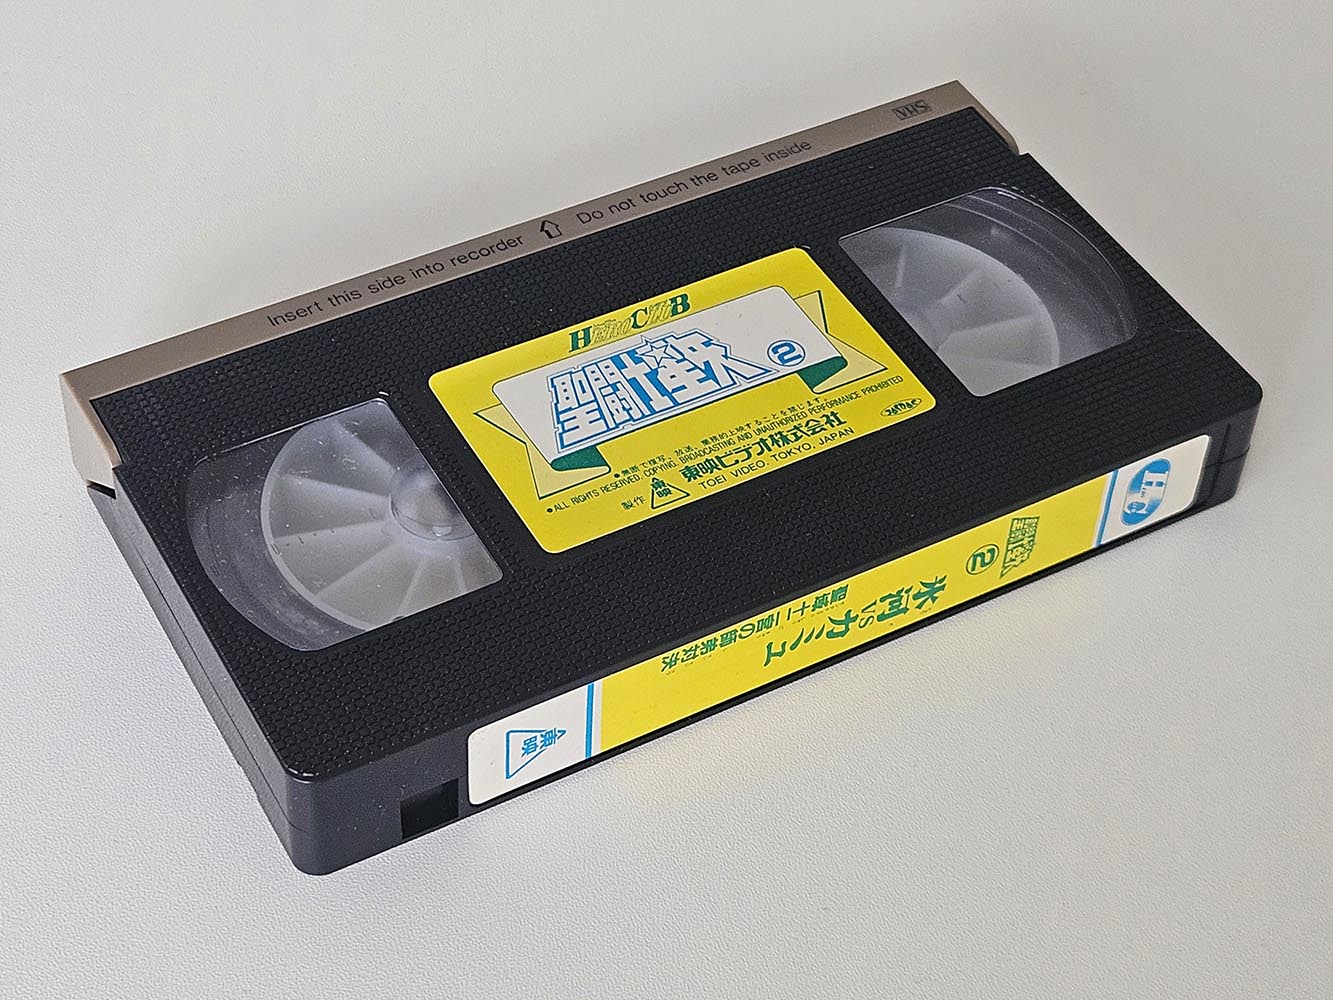 VHS
Insert this side into recorder ⇧ Do not touch the tape inside
HERO CLUB
聖闘士星矢 ②
●無断で複写、放送、業務的上映することを禁じます。
●ALL RIGHTS RESERVED, COPYING, BROADCASTING AND UNAUTHORIZED PERFORMANCE PROHIBITED
製作 東映 東映ビデオ株式会社
TOEI VIDEO, TOKYO, JAPAN
聖闘士星矢
②
氷河VSカミュ
聖域十二宮の師弟対決
東映